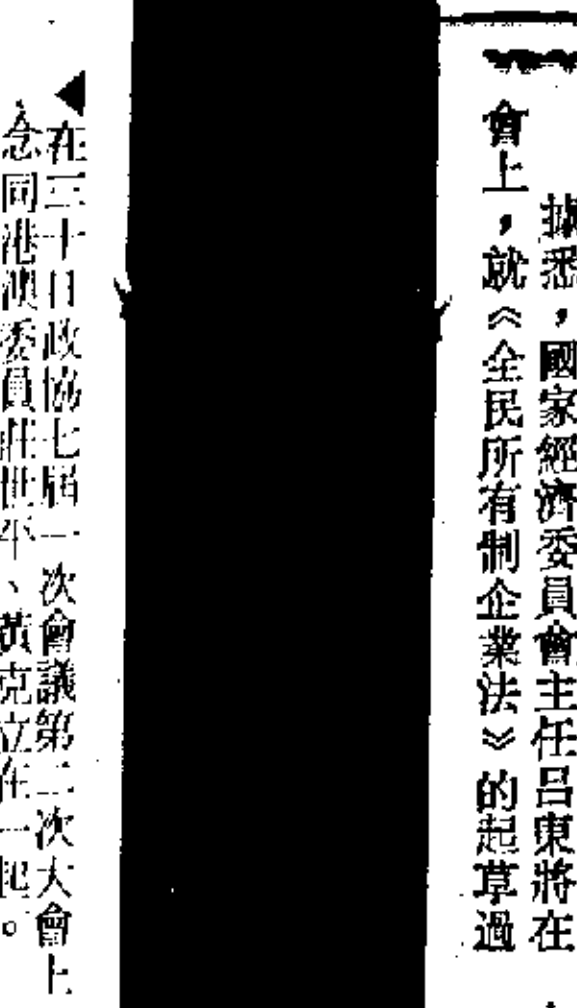 據悉，國家經濟委員會主任呂東將在
會上，就《全民所有制企業法》的起草過
◀在三十日政協七屆一次會議第二次大會上
念同港澳委員莊世平、黃克立在一起。